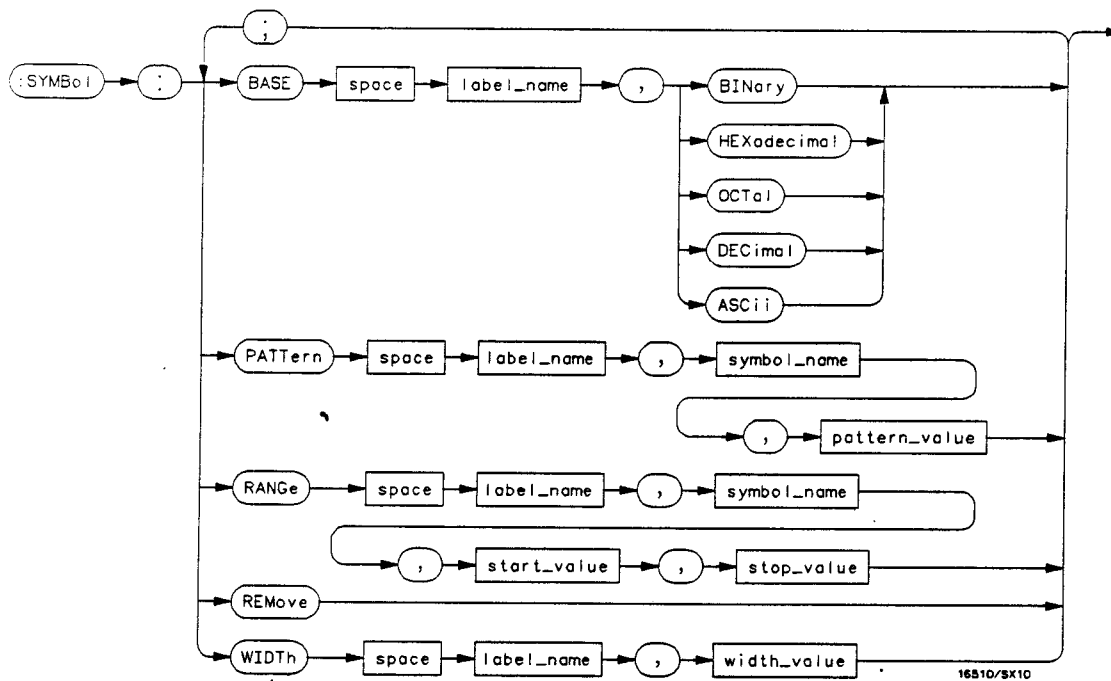 ;
:SYMBol : BASE space label_name , BINary
HEXadecimal
OCTal
DECimal
ASCii
PATTern space label_name , symbol_name
, pattern_value
RANGe space label_name , symbol_name
, start_value , stop_value
REMove
WIDTh space label_name , width_value
16510/SX10